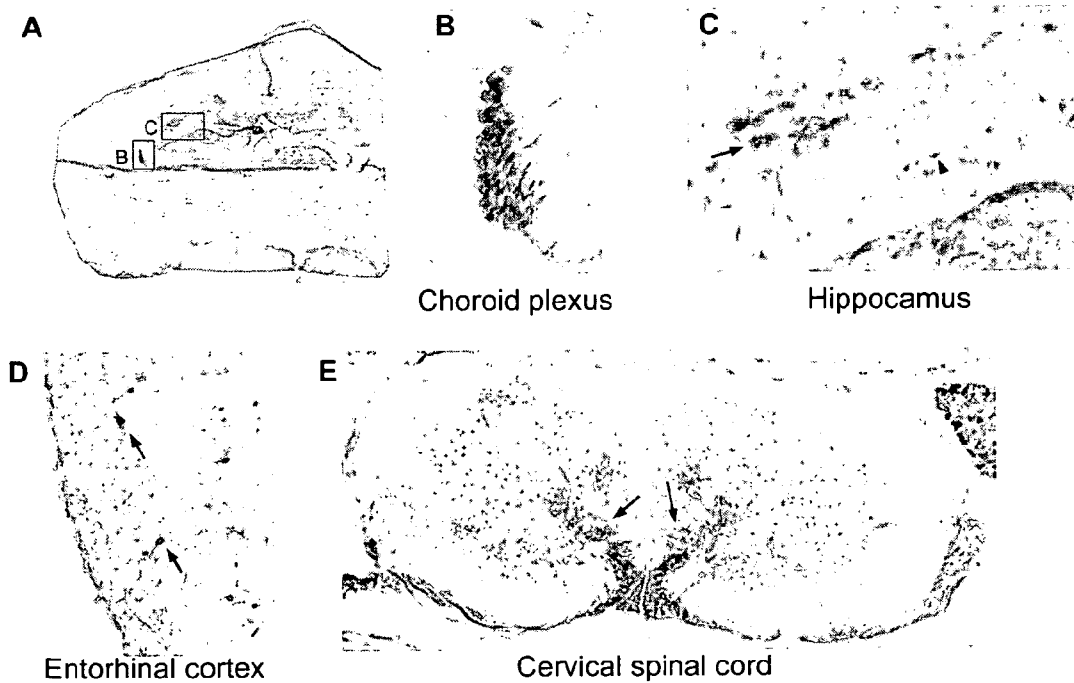 A
B
C
C
B
Choroid plexus
Hippocamus
D
E
Entorhinal cortex
Cervical spinal cord